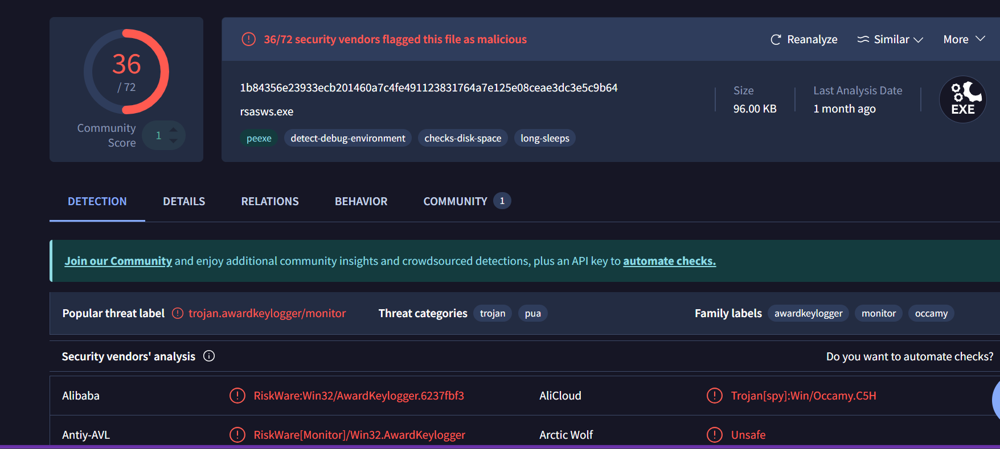 36
/ 72
Community
Score
1
36/72 security vendors flagged this file as malicious
Reanalyze
Similar
More
1b84356e23933ecb201460a7c4fe491123831764a7e125e08ceae3dc3e5c9b64
rsasws.exe
peexe
detect-debug-environment
checks-disk-space
long-sleeps
Size
96.00 KB
Last Analysis Date
1 month ago
EXE
DETECTION
DETAILS
RELATIONS
BEHAVIOR
COMMUNITY
1
Join our Community and enjoy additional community insights and crowdsourced detections, plus an API key to automate checks.
Popular threat label
trojan.awardkeylogger/monitor
Threat categories
trojan
pua
Family labels
awardkeylogger
monitor
occamy
Security vendors' analysis
Do you want to automate checks?
Alibaba
RiskWare:Win32/AwardKeylogger.6237fbf3
AliCloud
Trojan[spy]:Win/Occamy.C5H
Antiy-AVL
RiskWare[Monitor]/Win32.AwardKeylogger
Arctic Wolf
Unsafe